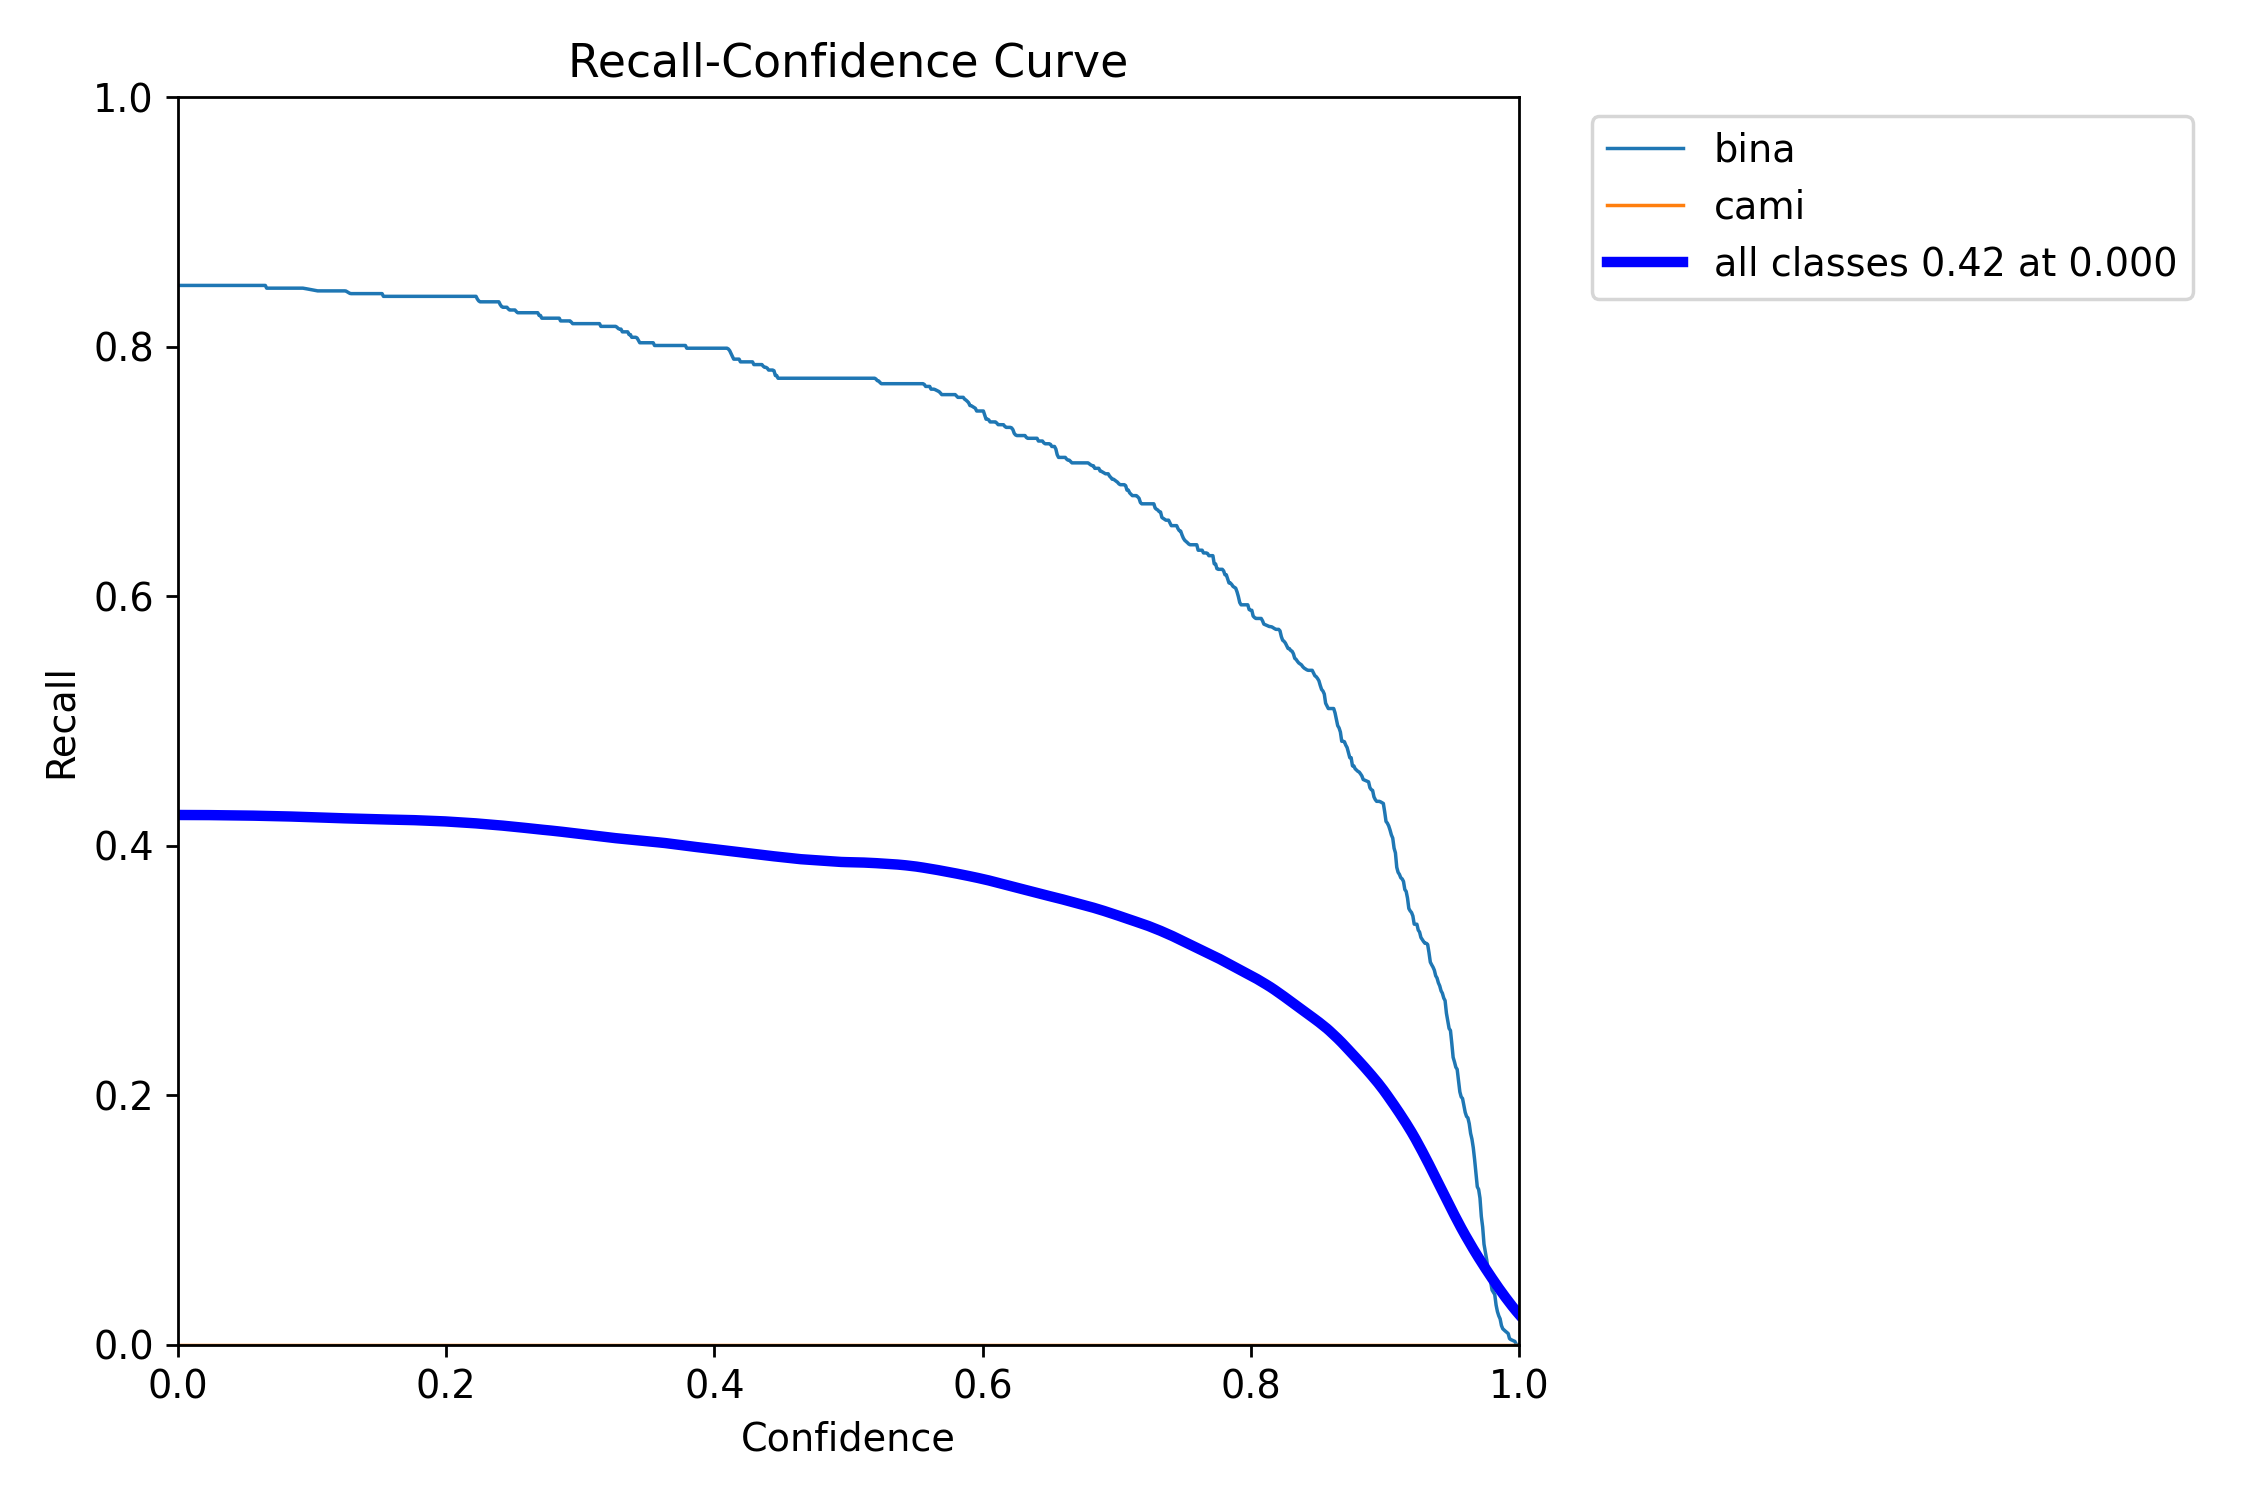 Recall-Confidence Curve
1.0
0.8
0.6
0.4
0.2
0.0
Recall
0.0 0.2 0.4 0.6 0.8 1.0
Confidence
bina
cami
all classes 0.42 at 0.000